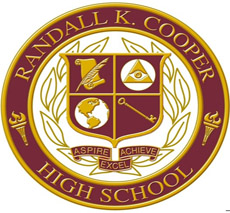 RANDALL K. COOPER
ASPIRE ACHIEVE
EXCEL
HIGH SCHOOL